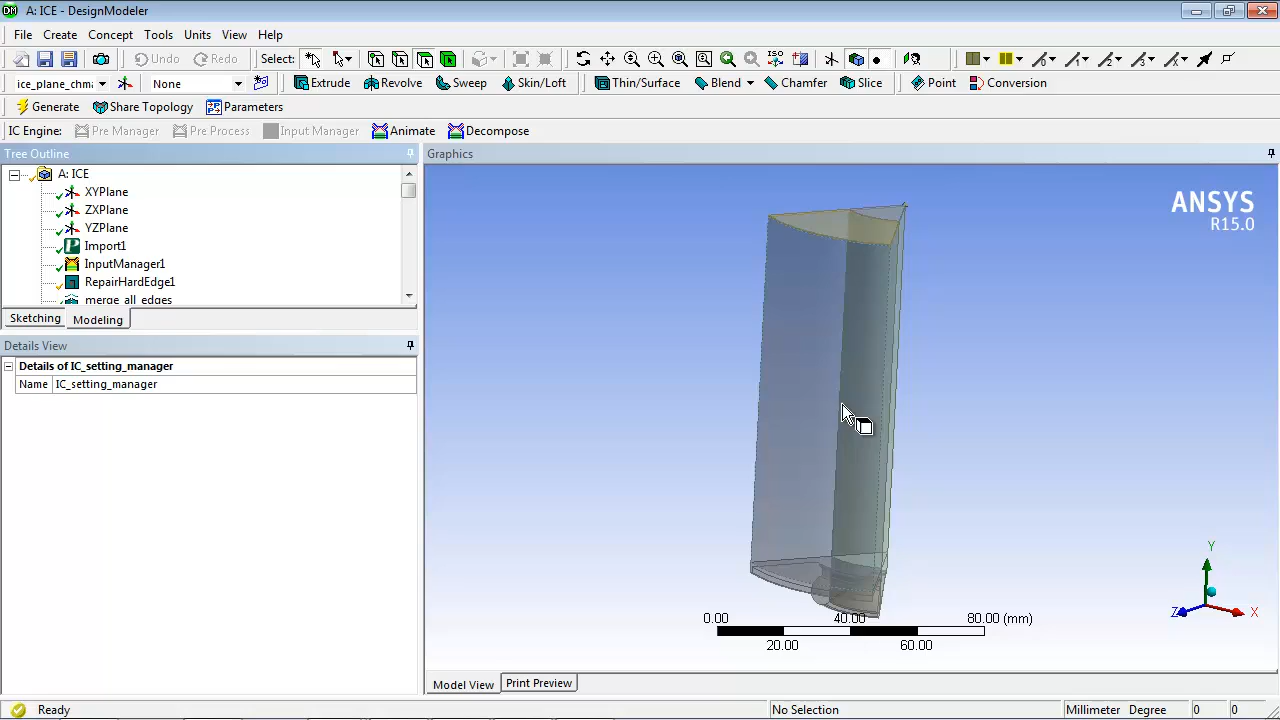 A: ICE - DesignModeler
File Create Concept Tools Units View Help
Undo Redo Select:
ISO
ice_plane_chm: None Extrude Revolve Sweep Skin/Loft Thin/Surface Blend Chamfer Slice Point Conversion
Generate Share Topology Parameters
IC Engine: Pre Manager Pre Process Input Manager Animate Decompose
Tree Outline
A: ICE
XYPlane
ZXPlane
YZPlane
Import1
InputManager1
RepairHardEdge1
merge_all_edges
Sketching Modeling
Details View
Details of IC_setting_manager
Name IC_setting_manager
Graphics
ANSYS
R15.0
Y
Z X
0.00 40.00 80.00 (mm)
20.00 60.00
Model View Print Preview
Ready No Selection Millimeter Degree 0 0